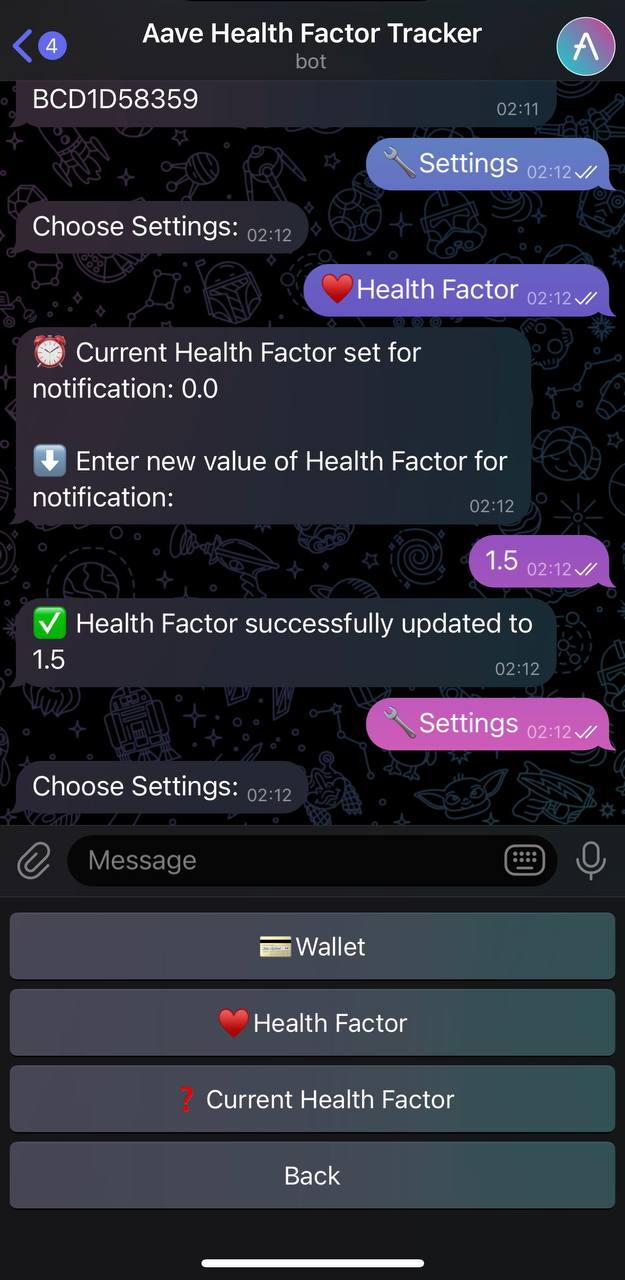 4
Aave Health Factor Tracker
bot
BCD1D58359
02:11
🔧Settings 02:12
Choose Settings: 02:12
❤️Health Factor 02:12
⏰ Current Health Factor set for
notification: 0.0
⬇️ Enter new value of Health Factor for
notification:
02:12
1.5 02:12
✅ Health Factor successfully updated to
1.5
02:12
🔧Settings 02:12
Choose Settings: 02:12
Message
💳Wallet
❤️Health Factor
❓ Current Health Factor
Back